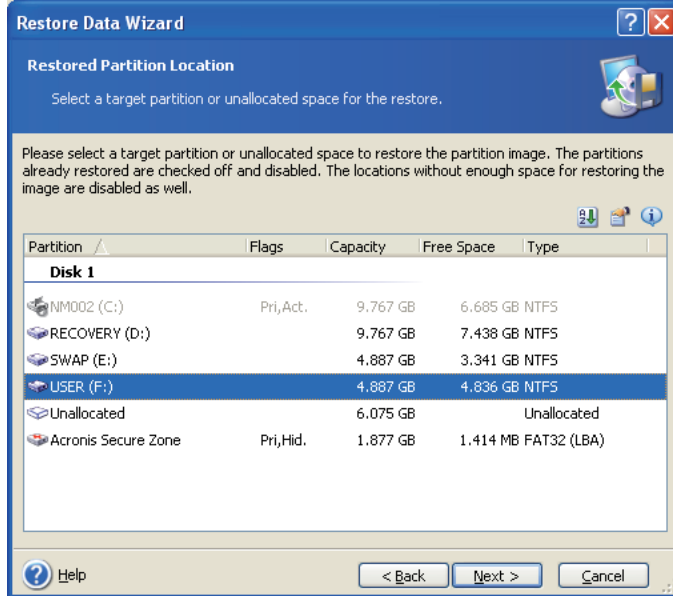 Restore Data Wizard
Restored Partition Location
Select a target partition or unallocated space for the restore.
Please select a target partition or unallocated space to restore the partition image. The partitions
already restored are checked off and disabled. The locations without enough space for restoring the
image are disabled as well.
Partition Flags Capacity Free Space Type
Disk 1
NM002 (C:) Pri,Act. 9.767 GB 6.685 GB NTFS
RECOVERY (D:) 9.767 GB 7.438 GB NTFS
SWAP (E:) 4.887 GB 3.341 GB NTFS
USER (F:) 4.887 GB 4.836 GB NTFS
Unallocated 6.075 GB Unallocated
Acronis Secure Zone Pri,Hid. 1.877 GB 1.414 MB FAT32 (LBA)
Help < Back Next > Cancel